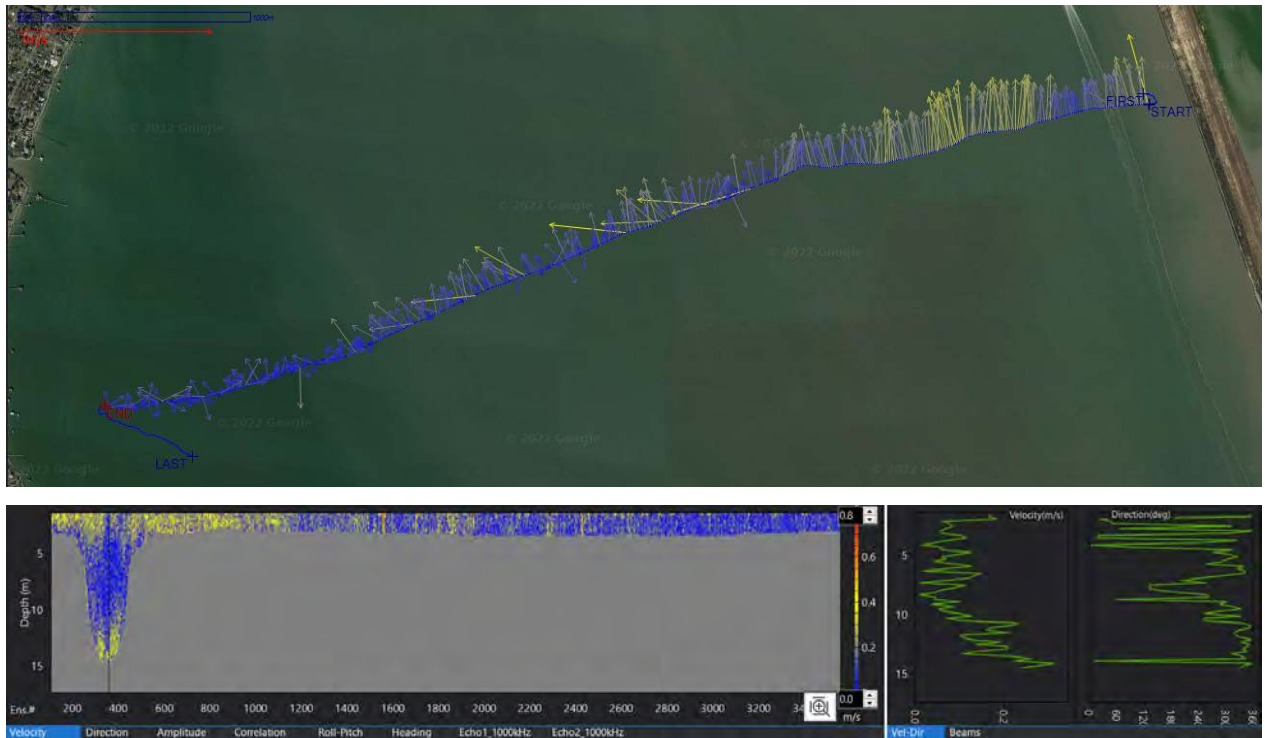 1000m
1m/s
© 2022 Google
© 2022 Google
© 2022 Google
© 2022 Google
© 2022 Google
© 2022 Google
© 2022 Google
2022 Google
© 2022 Google
FIRST
START
END
LAST
Depth (m)
5
10
15
0.8
0.6
0.4
0.2
0.0
m/s
Ens.#
200 400 600 800 1000 1200 1400 1600 1800 2000 2200 2400 2600 2800 3000 3200
Velocity Direction Amplitude Correlation Roll-Pitch Heading Echo1_1000kHz Echo2_1000kHz
Velocity(m/s) Direction(deg)
5
10
15
0.0 0.2 0 60 120
Vel-Dir Beams